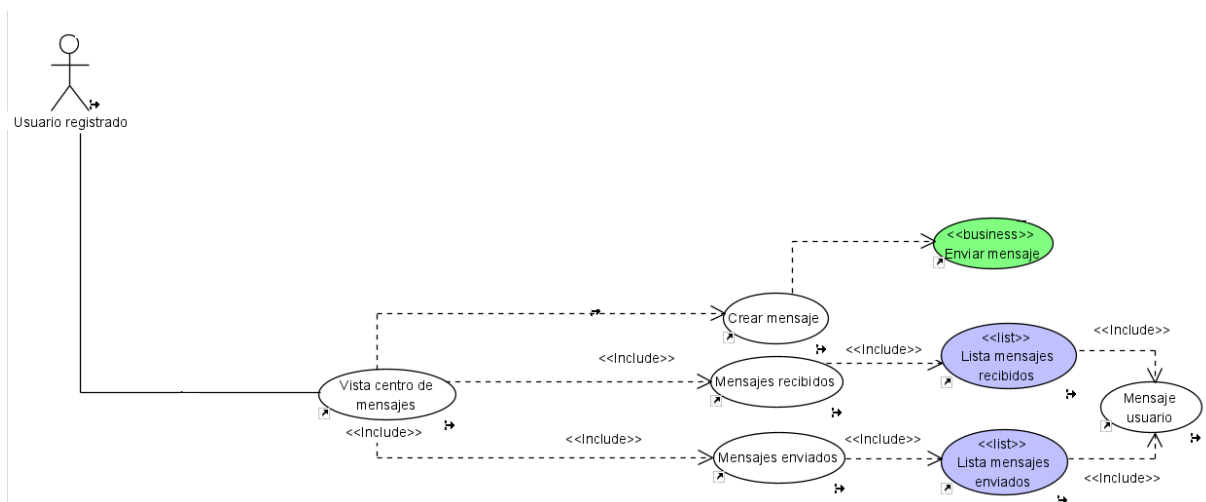 Usuario registrado
<<business>>
Enviar mensaje
Crear mensaje
<<Include>>
<<Include>>
<<list>>
Lista mensajes
recibidos
<<Include>>
Mensajes recibidos
Vista centro de
mensajes
Mensaje
usuario
<<Include>>
<<Include>>
<<Include>>
Mensajes enviados
<<list>>
Lista mensajes
enviados
<<Include>>